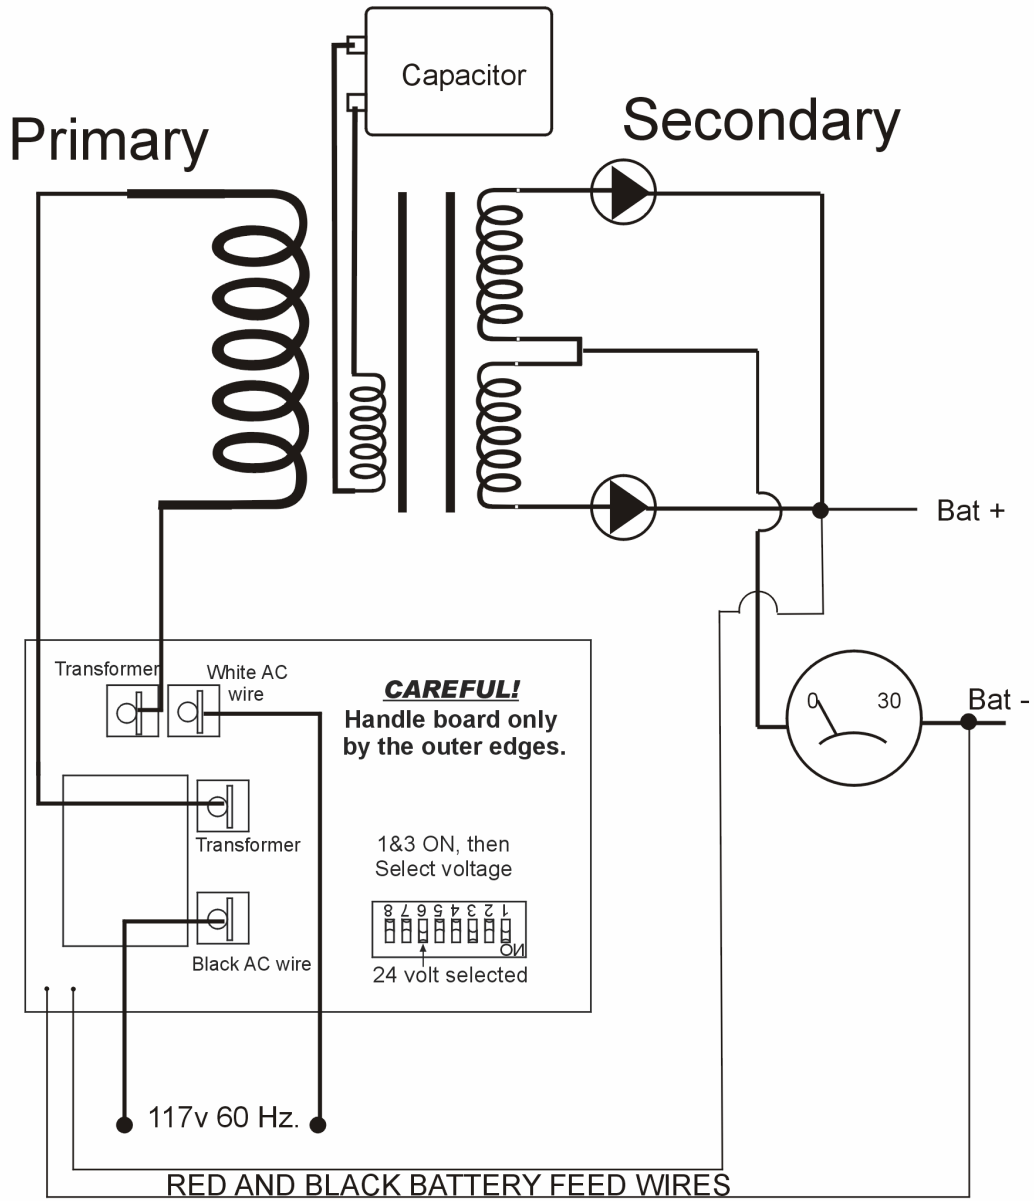 Capacitor
Primary
Secondary
Bat +
Transformer
White AC
wire
CAREFUL!
Handle board only
by the outer edges.
0 30
Bat -
Transformer
1&3 ON, then
Select voltage
8 7 6 5 4 3 2 1
ON
Black AC wire
24 volt selected
117v 60 Hz.
RED AND BLACK BATTERY FEED WIRES